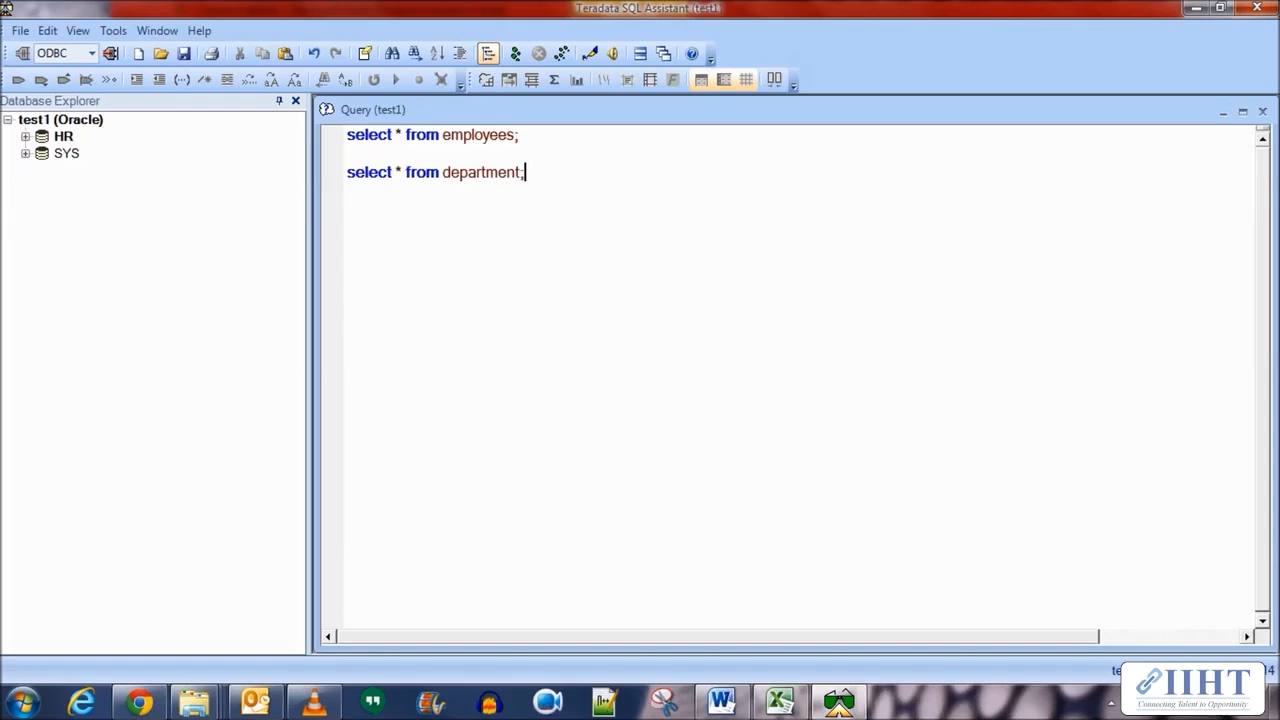 Teradata SQL Assistant (test1)
File Edit View Tools Window Help
ODBC
Database Explorer
Query (test1)
test1 (Oracle)
HR
SYS
select * from employees;
select * from department;
14
IIHT
Connecting Talent to Opportunity